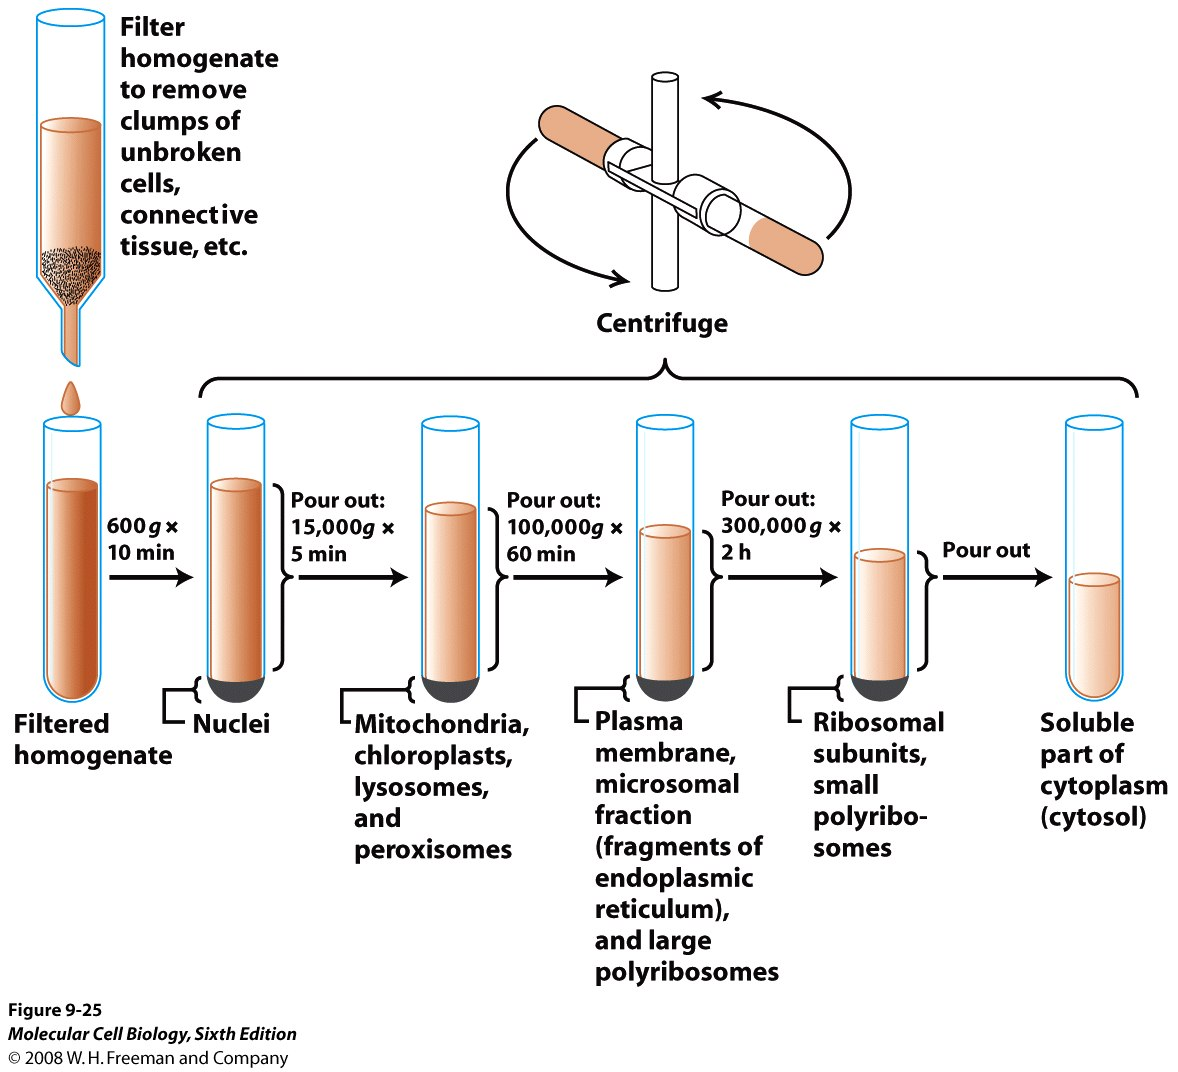 Filter
homogenate
to remove
clumps of
unbroken
cells,
connective
tissue, etc.
Centrifuge
600g ×
10 min
Pour out:
15,000g ×
5 min
Pour out:
100,000g ×
60 min
Pour out:
300,000g ×
2 h
Pour out
Filtered
homogenate
Nuclei
Mitochondria,
chloroplasts,
lysosomes,
and
peroxisomes
Plasma
membrane,
microsomal
fraction
(fragments of
endoplasmic
reticulum),
and large
polyribosomes
Ribosomal
subunits,
small
polyribo-
somes
Soluble
part of
cytoplasm
(cytosol)
Figure 9-25
Molecular Cell Biology, Sixth Edition
© 2008 W. H. Freeman and Company